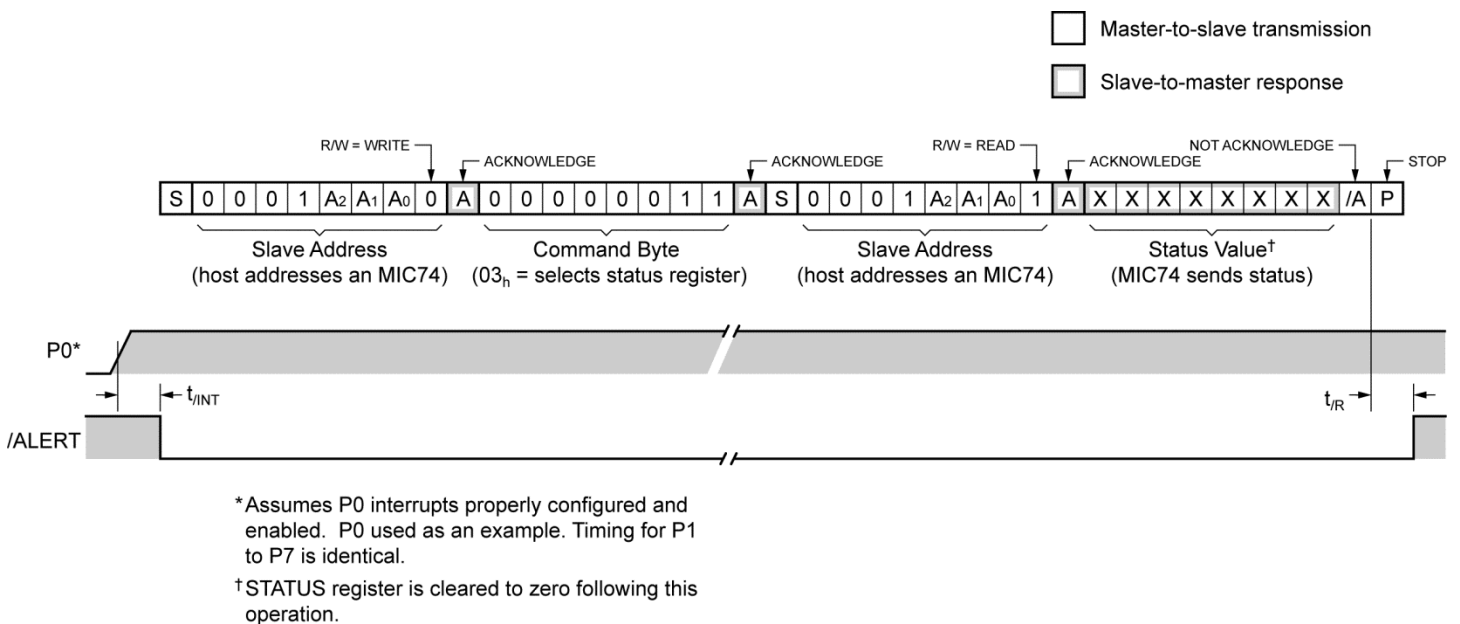 Master-to-slave transmission
Slave-to-master response
R/W = WRITE
ACKNOWLEDGE
ACKNOWLEDGE
R/W = READ
ACKNOWLEDGE
NOT ACKNOWLEDGE
STOP
S 0 0 0 1 A2 A1 A0 0 A 0 0 0 0 0 0 1 1 A S 0 0 0 1 A2 A1 A0 1 A X X X X X X X X /A P
Slave Address
(host addresses an MIC74)
Command Byte
(03h = selects status register)
Slave Address
(host addresses an MIC74)
Status Value†
(MIC74 sends status)
P0*
t/INT
t/R
/ALERT
*Assumes P0 interrupts properly configured and
enabled. P0 used as an example. Timing for P1
to P7 is identical.
†STATUS register is cleared to zero following this
operation.